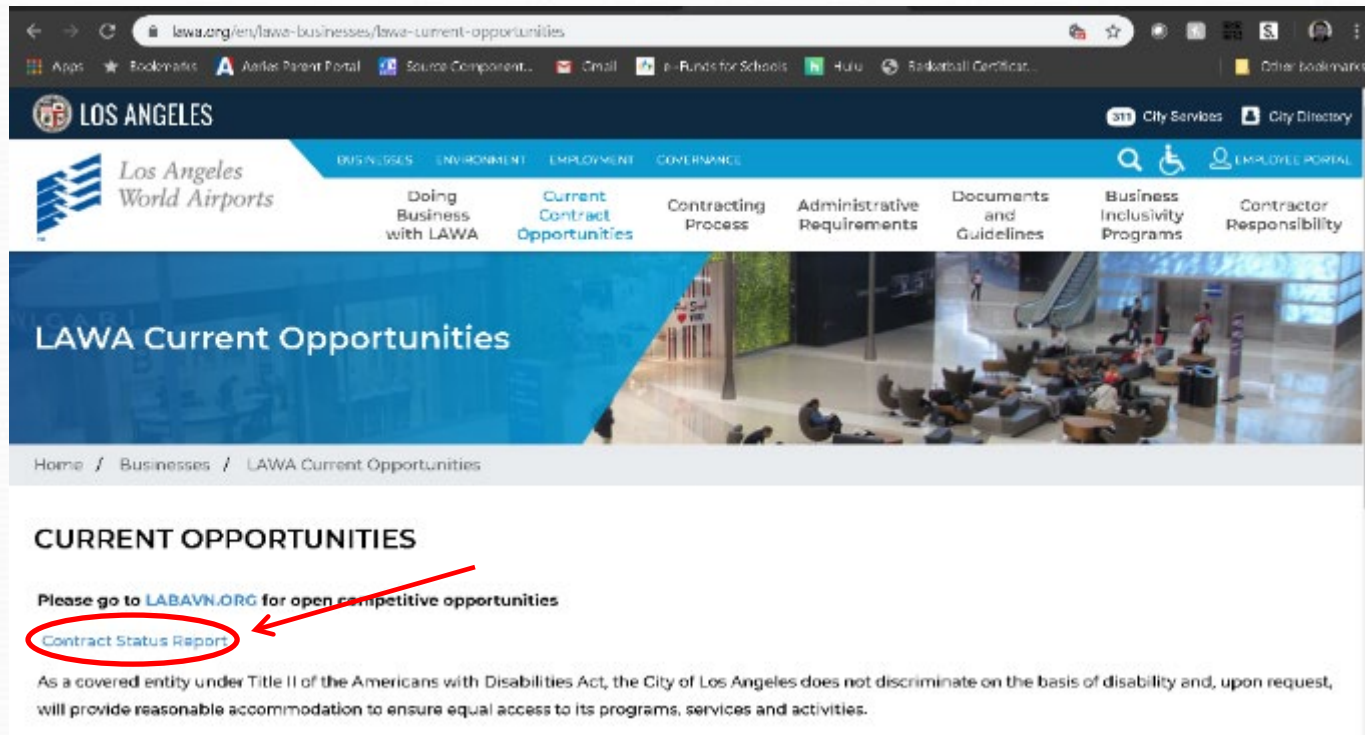 lawa.org/en/lawa-businesses/lawa-current-opportunities
S.
Apps Bookmarks Aeries Parent Portal Source Component... Gmail e-Funds for Schools Hulu Basketball Certificat... Other bookmarks
LOS ANGELES
311 City Services City Directory
Los Angeles
World Airports
BUSINESSES ENVIRONMENT EMPLOYMENT GOVERNANCE
EMPLOYEE PORTAL
Doing
Business
with LAWA
Current
Contract
Opportunities
Contracting
Process
Administrative
Requirements
Documents
and
Guidelines
Business
Inclusivity
Programs
Contractor
Responsibility
LAWA Current Opportunities
Home / Businesses / LAWA Current Opportunities
CURRENT OPPORTUNITIES
Please go to LABAVN.ORG for open competitive opportunities
Contract Status Report
As a covered entity under Title II of the Americans with Disabilities Act, the City of Los Angeles does not discriminate on the basis of disability and, upon request,
will provide reasonable accommodation to ensure equal access to its programs, services and activities.